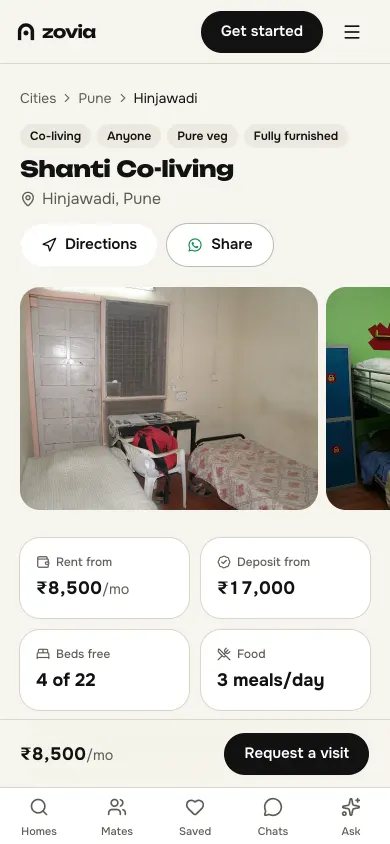 zovia
Get started
Cities > Pune > Hinjawadi
Co-living Anyone Pure veg Fully furnished
Shanti Co-living
Hinjawadi, Pune
Directions Share
Rent from
₹8,500/mo
Deposit from
₹17,000
Beds free
4 of 22
Food
3 meals/day
₹8,500/mo
Request a visit
Homes Mates Saved Chats Ask